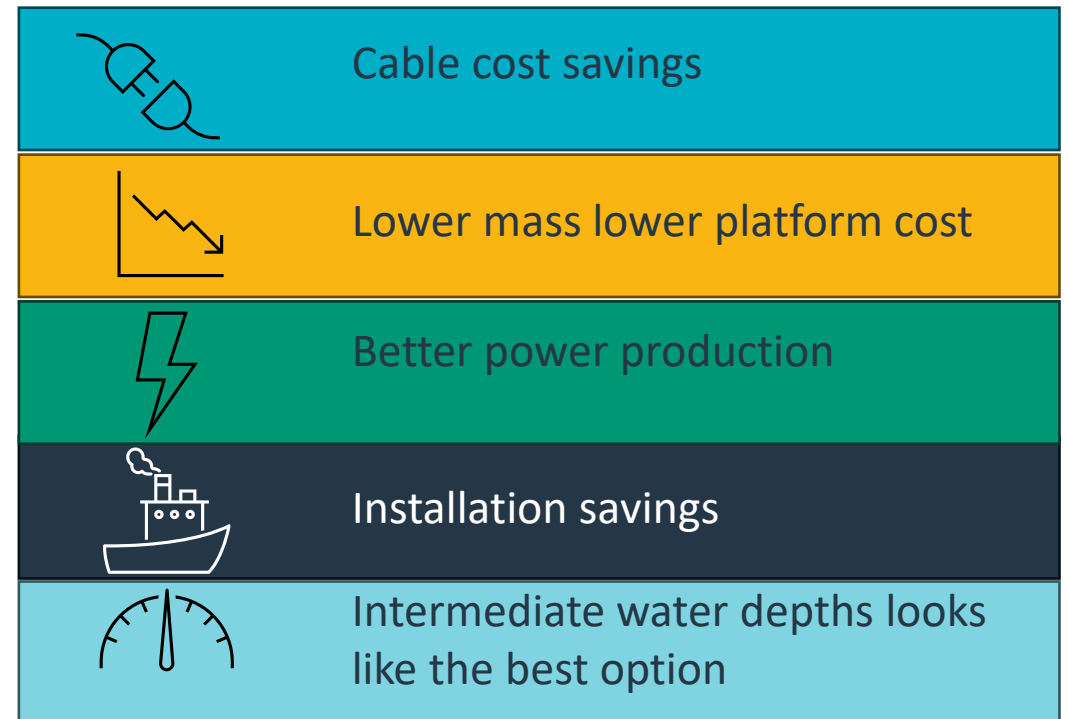 Cable cost savings
Lower mass lower platform cost
Better power production
Installation savings
Intermediate water depths looks
like the best option